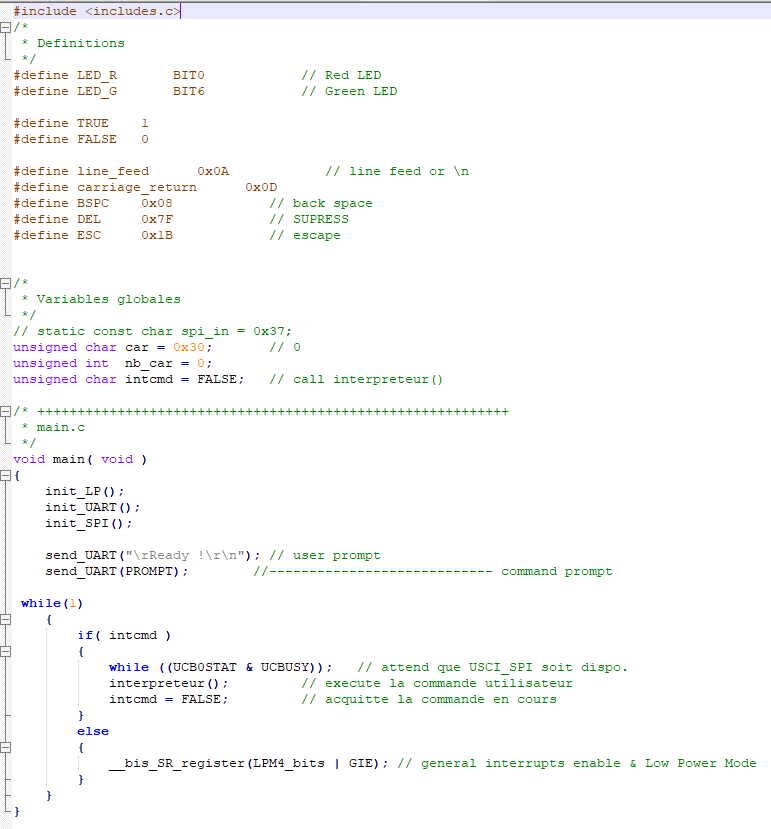 #include <includes.c>
/*
 * Definitions
 */
#define LED_R       BIT0            // Red LED
#define LED_G       BIT6            // Green LED
#define TRUE    1
#define FALSE   0
#define line_feed      0x0A            // line feed or \n
#define carriage_return      0x0D
#define BSPC    0x08            // back space
#define DEL     0x7F            // SUPRESS
#define ESC     0x1B            // escape
/*
 * Variables globales
 */
// static const char spi_in = 0x37;
unsigned char car = 0x30;       // 0
unsigned int  nb_car = 0;
unsigned char intcmd = FALSE;   // call interpreteur()
/* +++++++++++++++++++++++++++++++++++++++++++++++++++++++++++
 * main.c
 */
void main( void )
{
    init_LP();
    init_UART();
    init_SPI();
    send_UART("\rReady !\r\n"); // user prompt
    send_UART(PROMPT);        //---------------------------- command prompt
 while(1)
    {
        if( intcmd )
        {
            while ((UCB0STAT & UCBUSY));   // attend que USCI_SPI soit dispo.
            interpreteur();         // execute la commande utilisateur
            intcmd = FALSE;         // acquitte la commande en cours
        }
        else
        {
            __bis_SR_register(LPM4_bits | GIE); // general interrupts enable & Low Power Mode
        }
    }
}